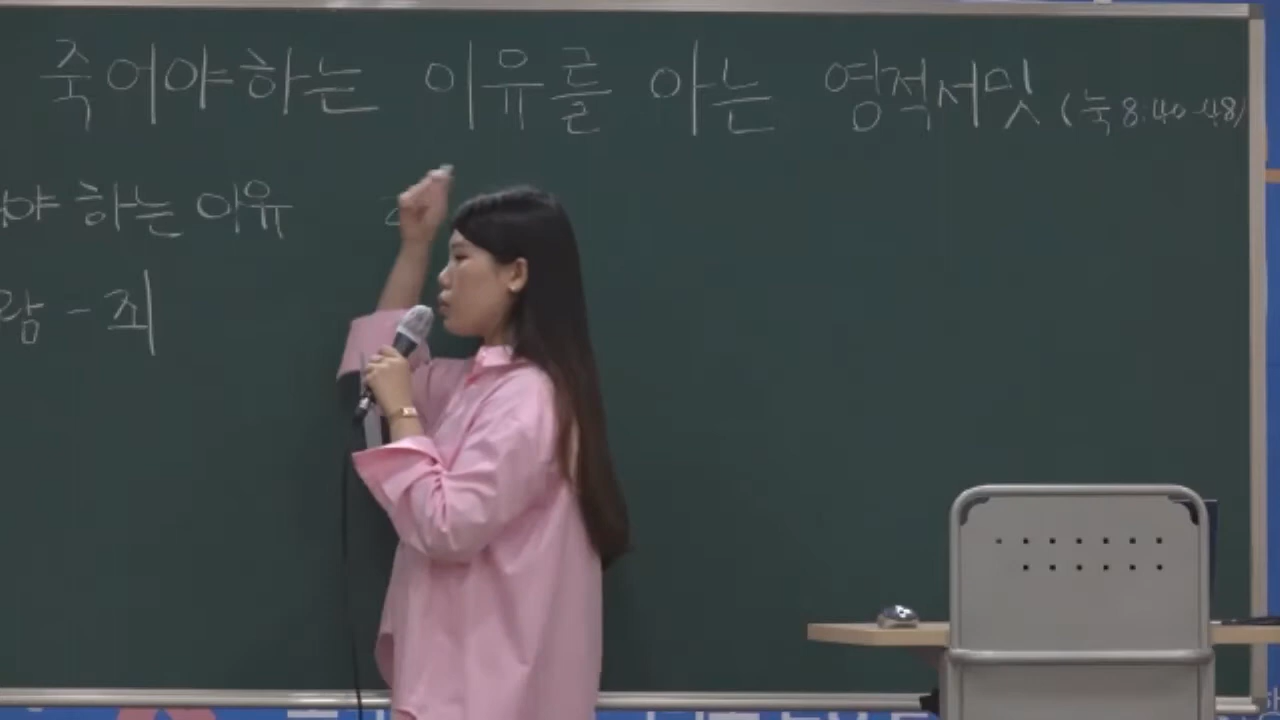 죽어야하는 이유를 아는 영적서밋 (눅 8:40-48)
야 하는 이유 2
람 - 죄